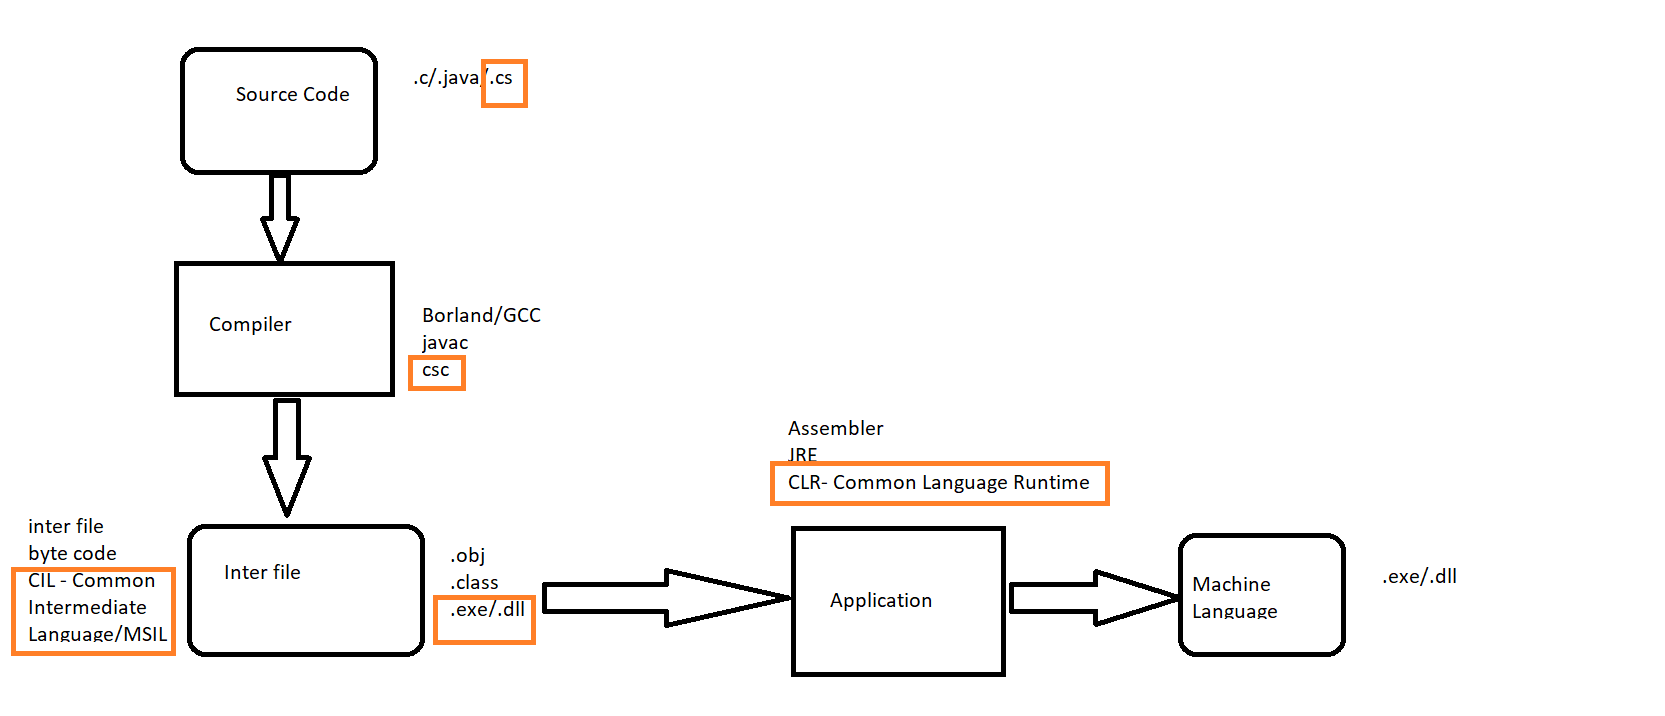 Source Code
.c/.java/.cs
Compiler
Borland/GCC
javac
csc
inter file
byte code
CIL - Common
Intermediate
Language/MSIL
Inter file
.obj
.class
.exe/.dll
Assembler
JRE
CLR- Common Language Runtime
Application
Machine
Language
.exe/.dll